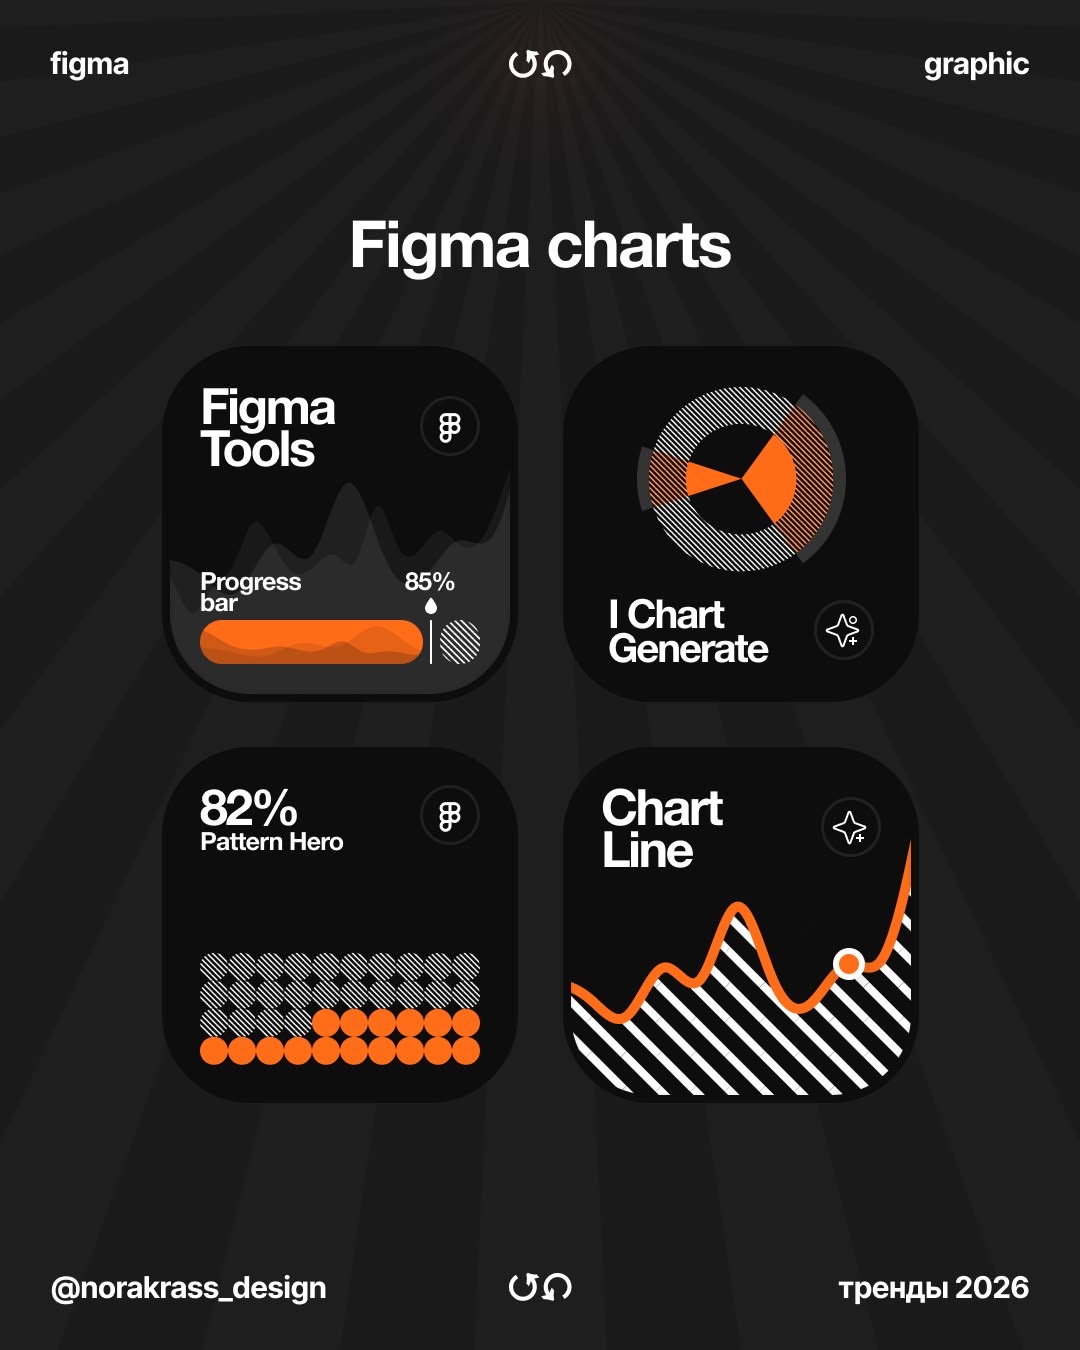 figma
graphic
Figma charts
Figma
Tools
Progress
bar
85%
I Chart
Generate
82%
Pattern Hero
Chart
Line
@norakrass_design
тренды 2026